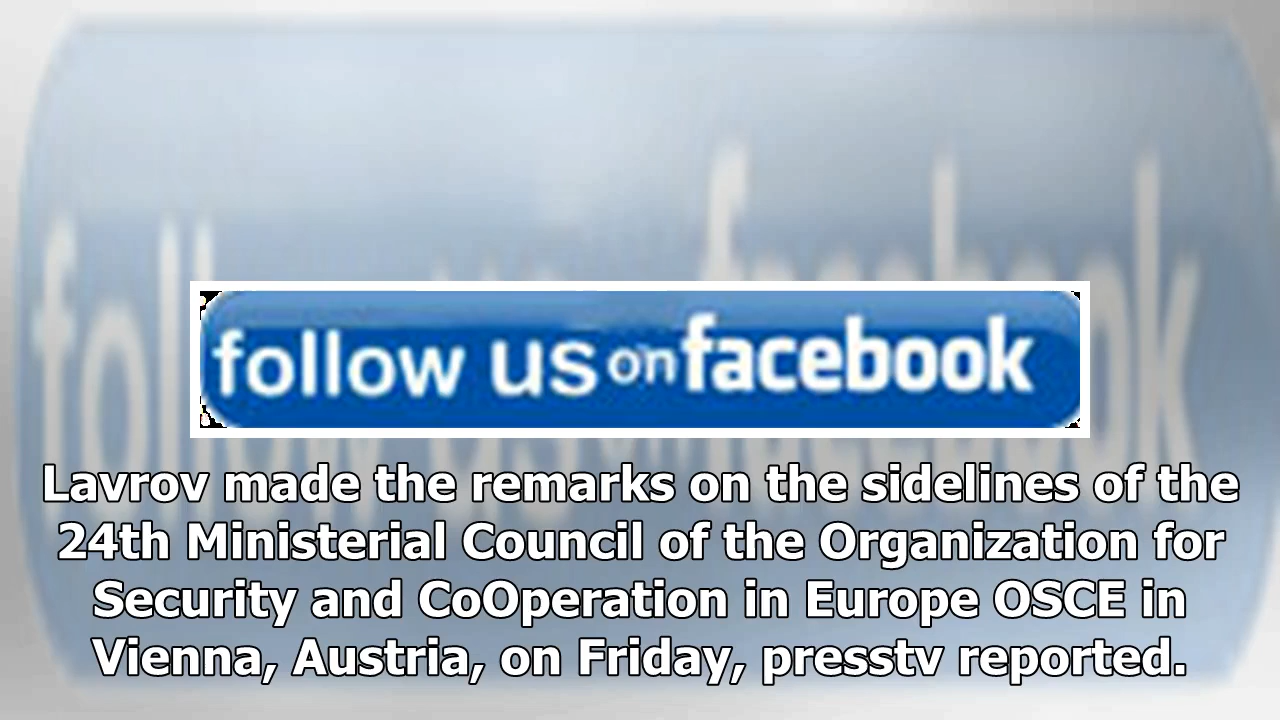 follow us on facebook
Lavrov made the remarks on the sidelines of the
24th Ministerial Council of the Organization for
Security and CoOperation in Europe OSCE in
Vienna, Austria, on Friday, presstv reported.